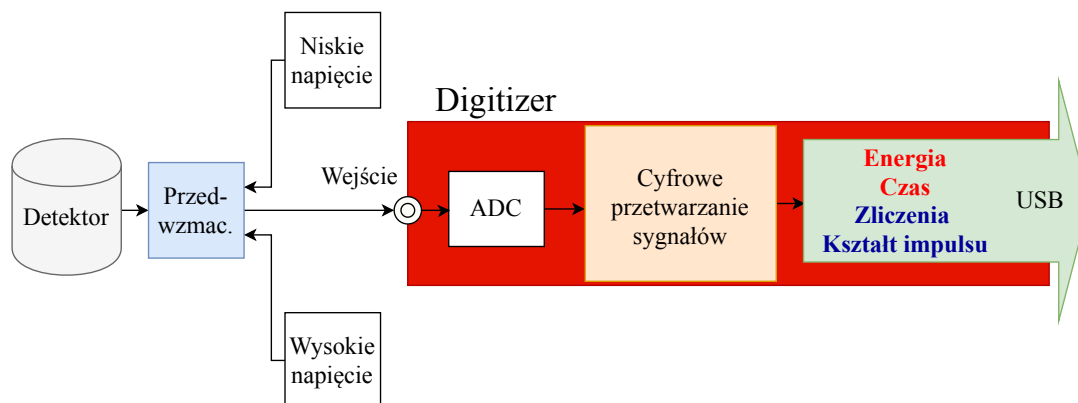 Niskie
napięcie
Digitizer
Detektor
Przed-
wzmac.
Wejście
ADC
Cyfrowe
przetwarzanie
sygnałów
Energia
Czas
Zliczenia
Kształt impulsu
USB
Wysokie
napięcie